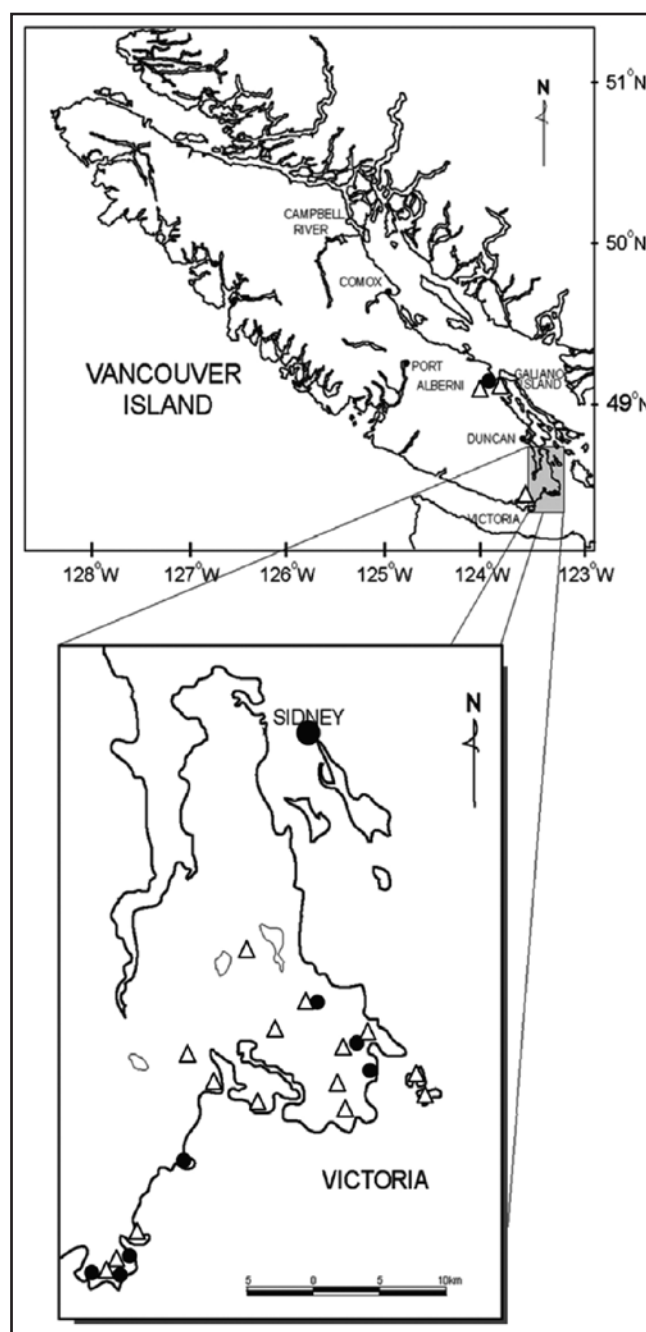 51°N
N
CAMPBELL
RIVER
50°N
COMOX
VANCOUVER
ISLAND
PORT
ALBERNI
GALIANO
ISLAND
49°N
DUNCAN
VICTORIA
128°W 127°W 126°W 125°W 124°W 123°W
N
SIDNEY
VICTORIA
5 0 5 10km